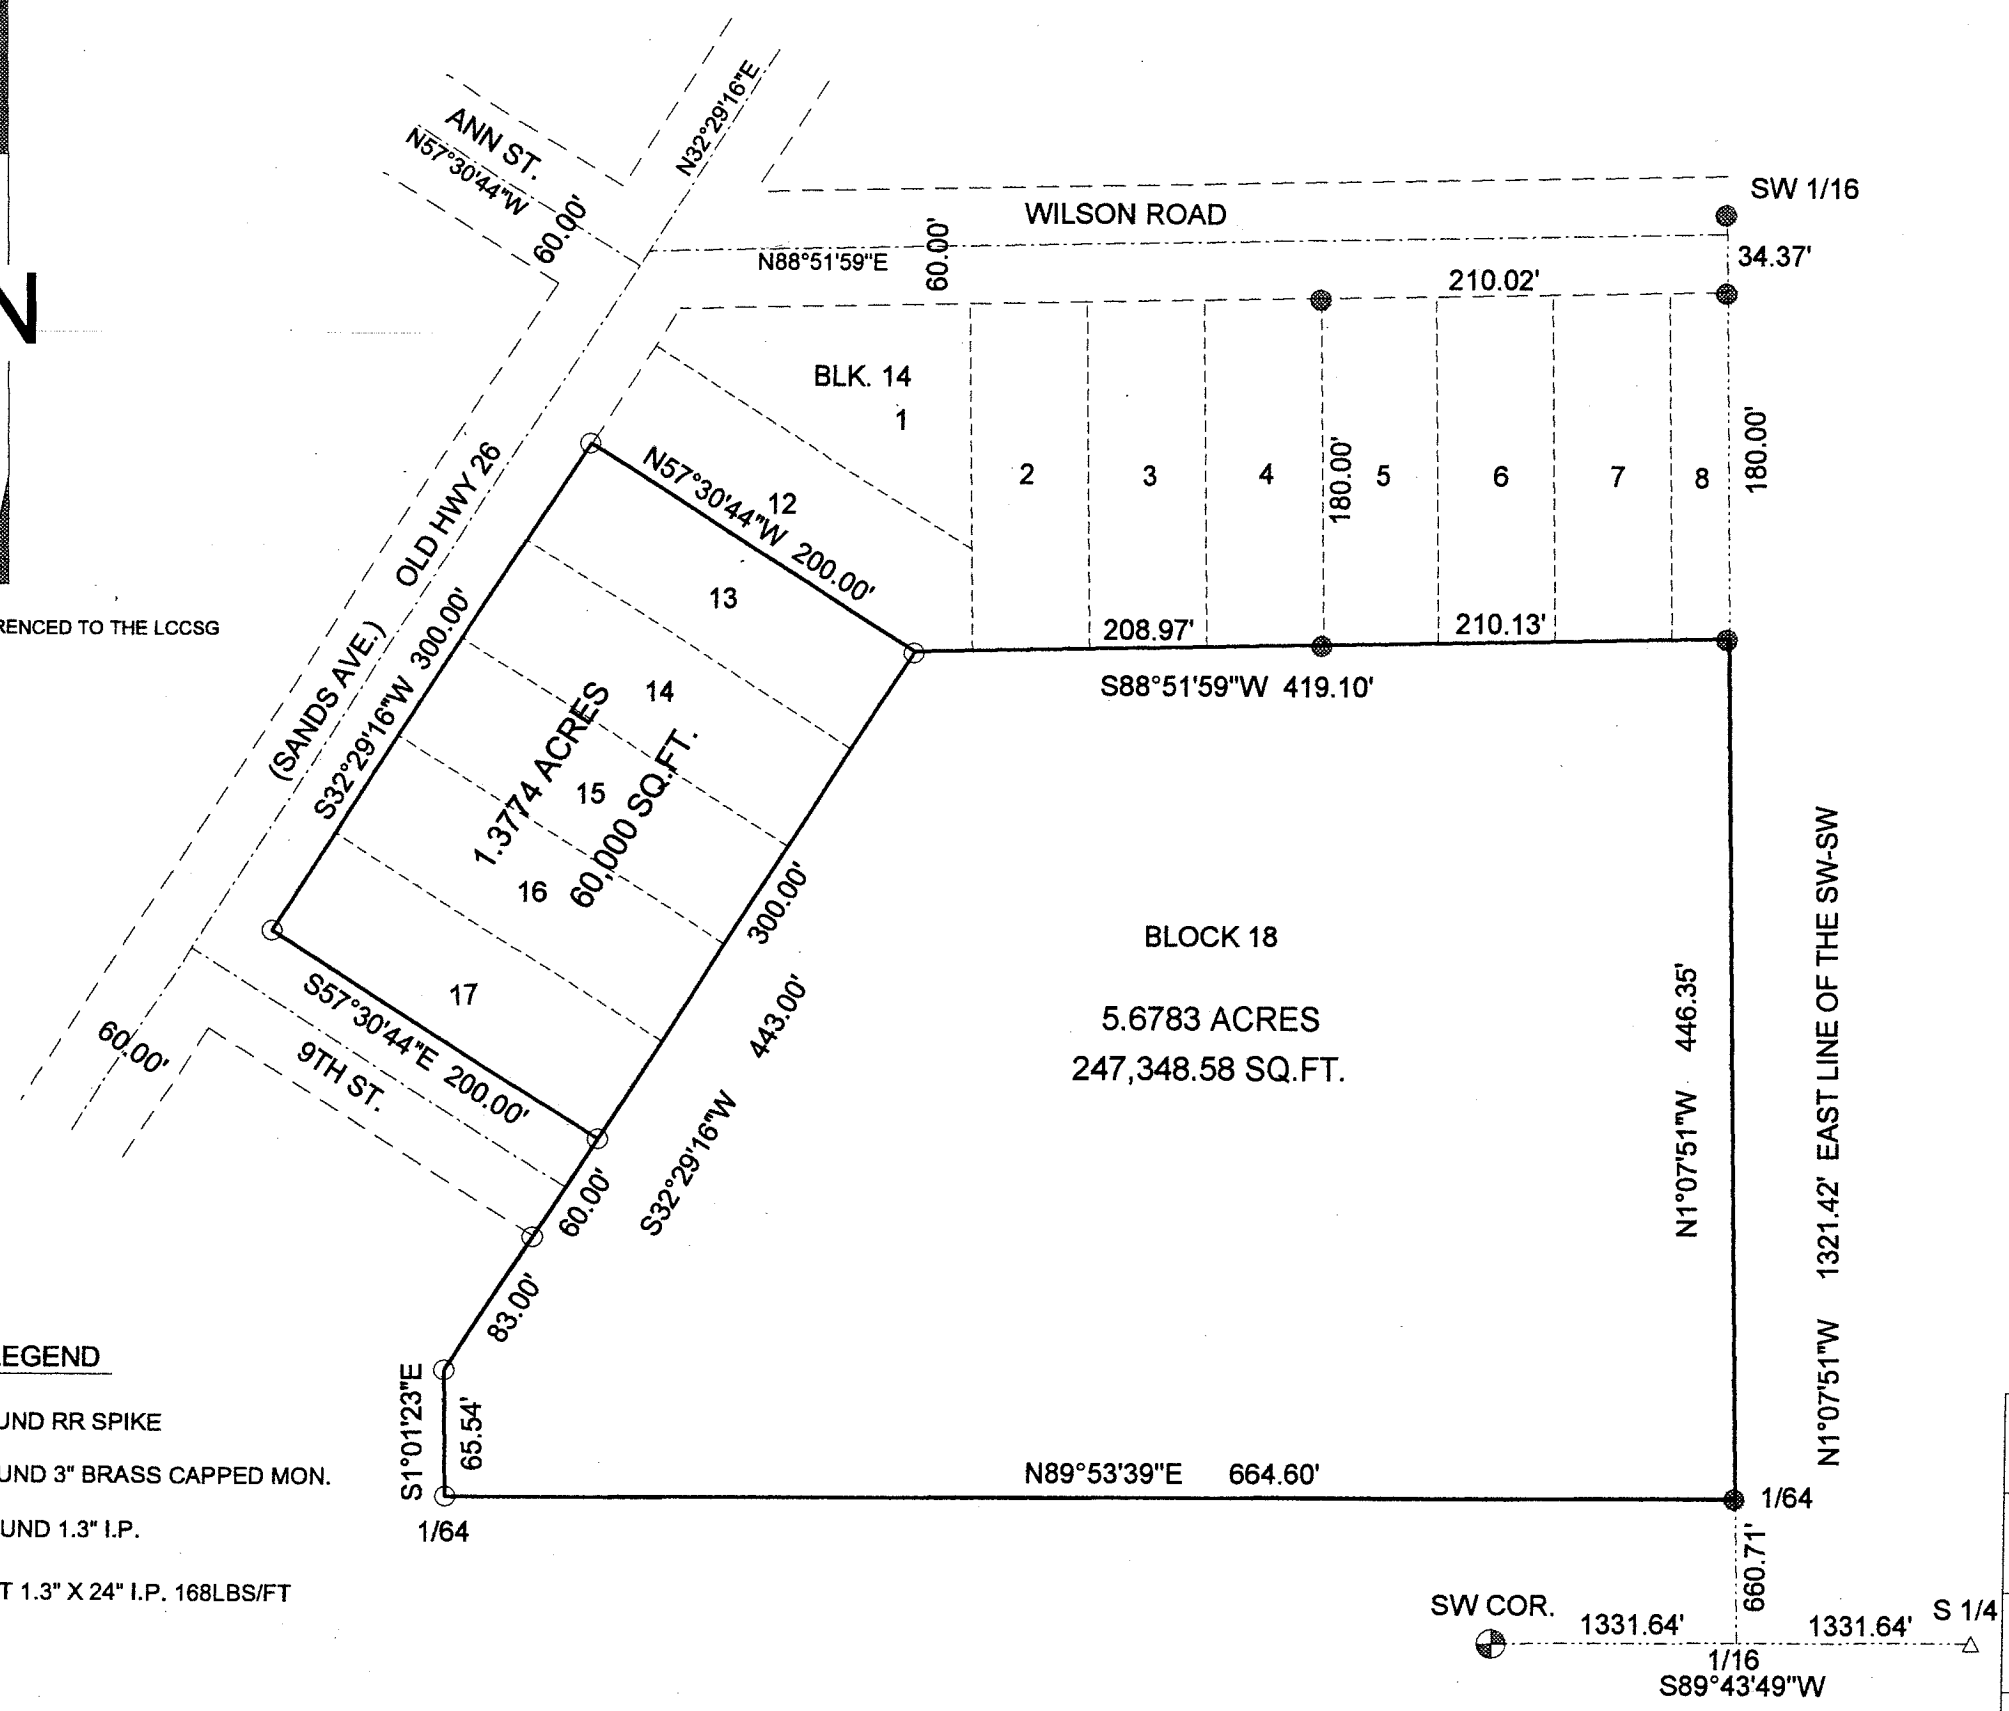 N32°29'16"E
ANN ST.
N57°30'44"W
60.00'
WILSON ROAD
SW 1/16
N88°51'59"E
60.00'
34.37'
210.02'
N
BLK. 14
1
2
3
4
180.00'
5
6
7
8
180.00'
OLD HWY 26
(SANDS AVE.)
N57°30'44"W 200.00'
12
13
S32°29'16"W 300.00'
RENCED TO THE LCCSG
208.97'
210.13'
S88°51'59"W 419.10'
14
1.3774 ACRES
60,000 SQ.FT.
15
16
17
300.00'
BLOCK 18
5.6783 ACRES
247,348.58 SQ.FT.
N1°07'51"W 446.35'
N1°07'51"W 1321.42' EAST LINE OF THE SW-SW
S32°29'16"W 443.00'
S57°30'44"E 200.00'
60.00'
9TH ST.
60.00'
83.00'
S1°01'23"E
65.54'
N89°53'39"E 664.60'
1/64
1/64
EGEND
UND RR SPIKE
UND 3" BRASS CAPPED MON.
UND 1.3" I.P.
T 1.3" X 24" I.P. 168LBS/FT
660.71'
SW COR.
1331.64'
1331.64'
S 1/4
1/16
S89°43'49"W